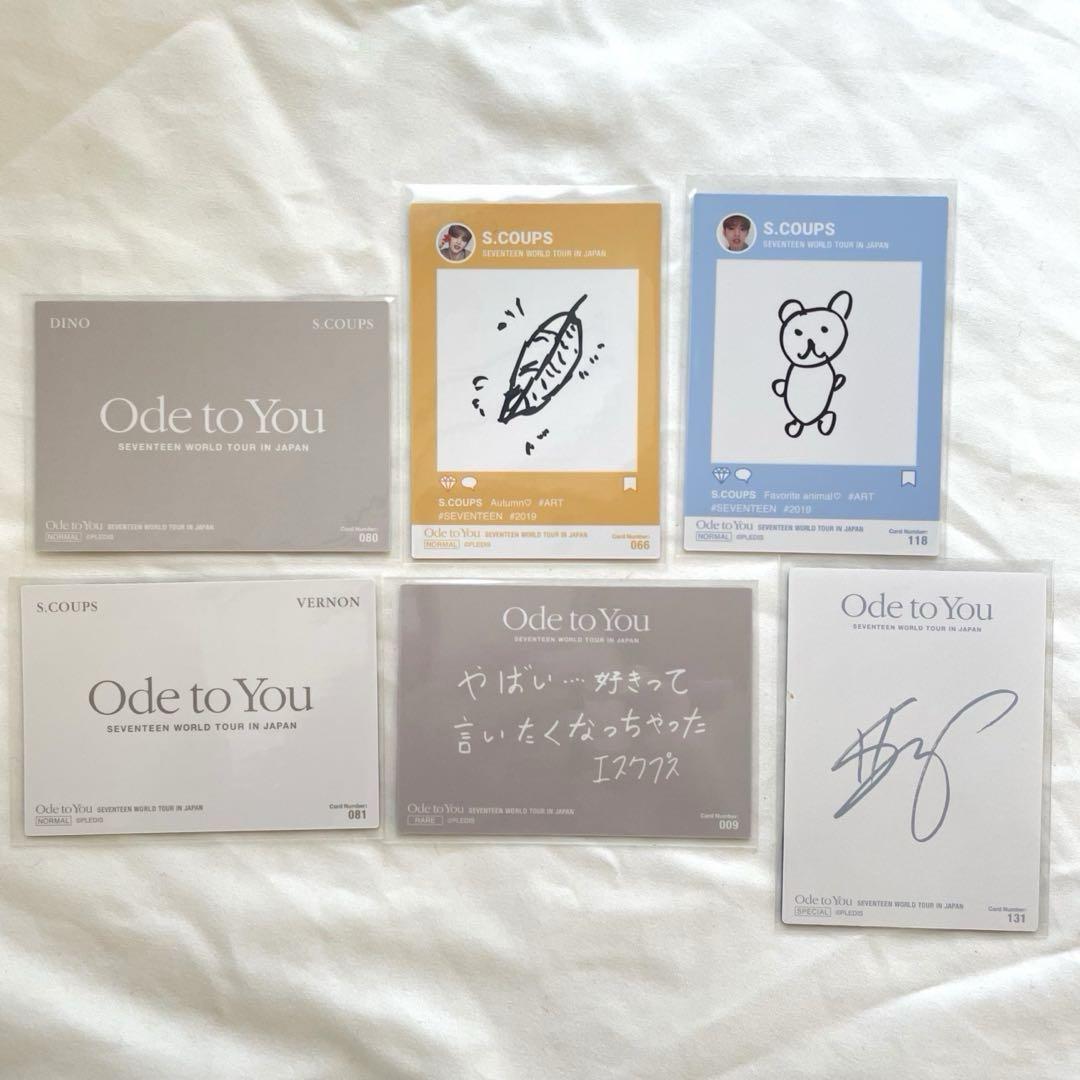 DINO S.COUPS
Ode to You
SEVENTEEN WORLD TOUR IN JAPAN
Ode to You SEVENTEEN WORLD TOUR IN JAPAN
NORMAL ©PLEDIS
Card Number:
080
S.COUPS
SEVENTEEN WORLD TOUR IN JAPAN
S.COUPS Autumn♡ #ART
#SEVENTEEN #2019
Ode to You SEVENTEEN WORLD TOUR IN JAPAN
NORMAL ©PLEDIS
Card Number:
066
S.COUPS
SEVENTEEN WORLD TOUR IN JAPAN
S.COUPS Favorite animal♡ #ART
#SEVENTEEN #2019
Ode to You SEVENTEEN WORLD TOUR IN JAPAN
NORMAL ©PLEDIS
Card Number:
118
S.COUPS VERNON
Ode to You
SEVENTEEN WORLD TOUR IN JAPAN
Ode to You SEVENTEEN WORLD TOUR IN JAPAN
NORMAL ©PLEDIS
Card Number:
081
Ode to You
SEVENTEEN WORLD TOUR IN JAPAN
やばい…好きって
言いたくなっちゃった
エスクプス
Ode to You SEVENTEEN WORLD TOUR IN JAPAN
RARE ©PLEDIS
Card Number:
009
Ode to You
SEVENTEEN WORLD TOUR IN JAPAN
Ode to You SEVENTEEN WORLD TOUR IN JAPAN
SPECIAL ©PLEDIS
Card Number:
131